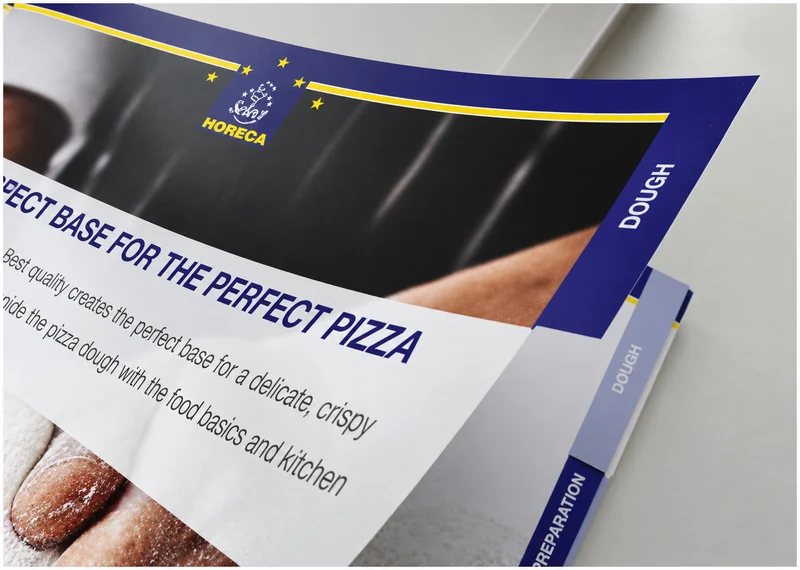 HORECA
DOUGH
PECT BASE FOR THE PERFECT PIZZA
Best quality creates the perfect base for a delicate, crispy
the pizza dough with the food basics and kitchen
DOUGH
PREPARATION